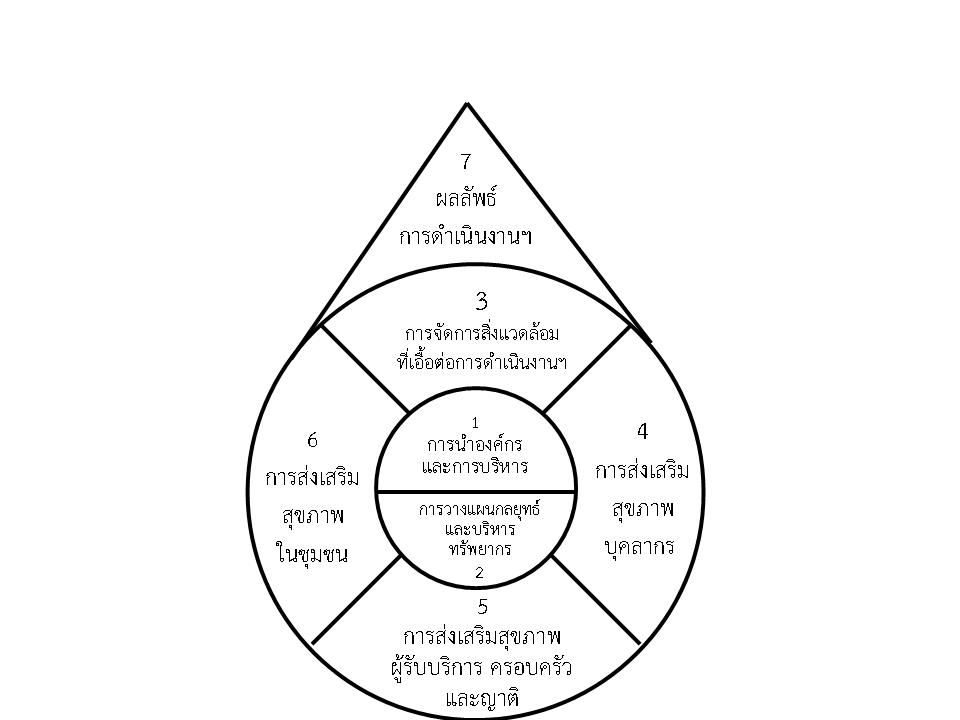 7
ผลลัพธ์
การดำเนินงานฯ
3
การจัดการสิ่งแวดล้อม
ที่เอื้อต่อการดำเนินงานฯ
1
การนำองค์กร
และการบริหาร
การวางแผนกลยุทธ์
และบริหาร
ทรัพยากร
2
6
การส่งเสริม
สุขภาพ
ในชุมชน
4
การส่งเสริม
สุขภาพ
บุคลากร
5
การส่งเสริมสุขภาพ
ผู้รับบริการ ครอบครัว
และญาติ